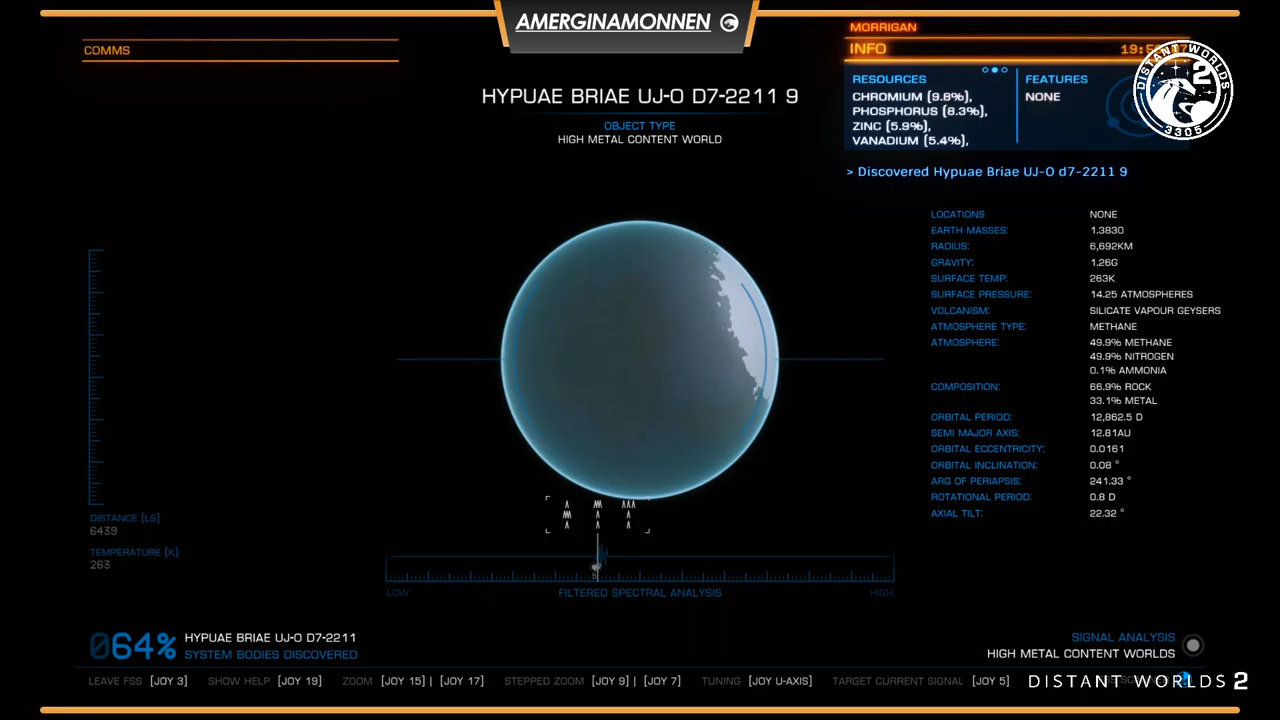 AMERGINAMONNEN
COMMS
MORRIGAN
INFO
DISTANT WORLDS
2
3305
RESOURCES
CHROMIUM (9.8%),
PHOSPHORUS (8.3%),
ZINC (5.9%),
VANADIUM (5.4%),
FEATURES
NONE
HYPUAE BRIAE UJ-O D7-2211 9
OBJECT TYPE
HIGH METAL CONTENT WORLD
> Discovered Hypuae Briae UJ-O d7-2211 9
LOCATIONS NONE
EARTH MASSES: 1.3830
RADIUS: 6,692KM
GRAVITY: 1.26G
SURFACE TEMP: 263K
SURFACE PRESSURE: 14.25 ATMOSPHERES
VOLCANISM: SILICATE VAPOUR GEYSERS
ATMOSPHERE TYPE: METHANE
ATMOSPHERE: 49.9% METHANE
49.9% NITROGEN
0.1% AMMONIA
COMPOSITION: 66.9% ROCK
33.1% METAL
ORBITAL PERIOD: 12,862.5 D
SEMI MAJOR AXIS: 12.81AU
ORBITAL ECCENTRICITY: 0.0161
ORBITAL INCLINATION: 0.08 °
ARG OF PERIAPSIS: 241.33 °
ROTATIONAL PERIOD: 0.8 D
AXIAL TILT: 22.32 °
DISTANCE (LS)
6439
TEMPERATURE (K)
263
LOW
FILTERED SPECTRAL ANALYSIS
HIGH
064% HYPUAE BRIAE UJ-O D7-2211
SYSTEM BODIES DISCOVERED
SIGNAL ANALYSIS
HIGH METAL CONTENT WORLDS
LEAVE FSS [JOY 3] SHOW HELP [JOY 19] ZOOM [JOY 15] | [JOY 17] STEPPED ZOOM [JOY 9] | [JOY 7] TUNING [JOY U-AXIS] TARGET CURRENT SIGNAL [JOY 5]
DISTANT WORLDS 2